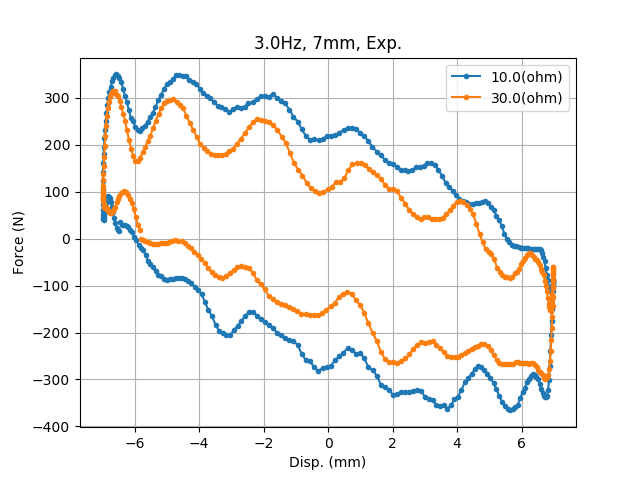 3.0Hz, 7mm, Exp.
10.0(ohm)
30.0(ohm)
Force (N)
300
200
100
0
−100
−200
−300
−400
−6 −4 −2 0 2 4 6
Disp. (mm)